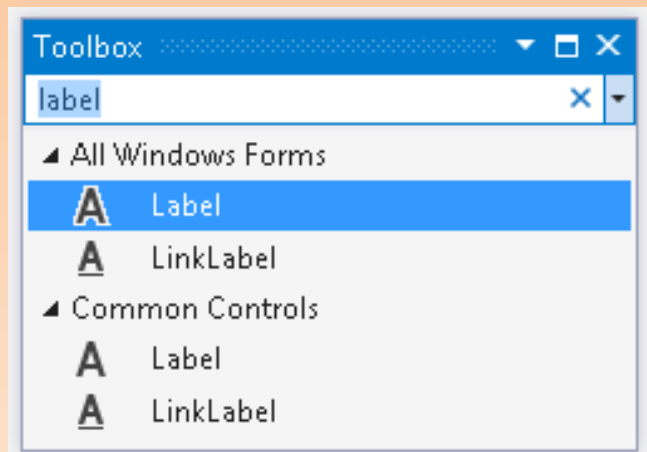 Toolbox
label
All Windows Forms
A Label
A LinkLabel
Common Controls
A Label
A LinkLabel